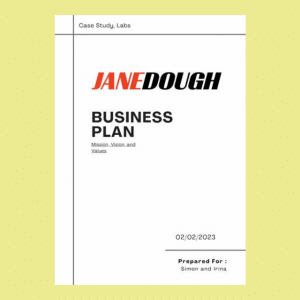 Case Study, Labs
JANEDOUGH
BUSINESS
PLAN
Mission, Vision, and
Values
02/02/2023
Prepared For :
Simon and Irina